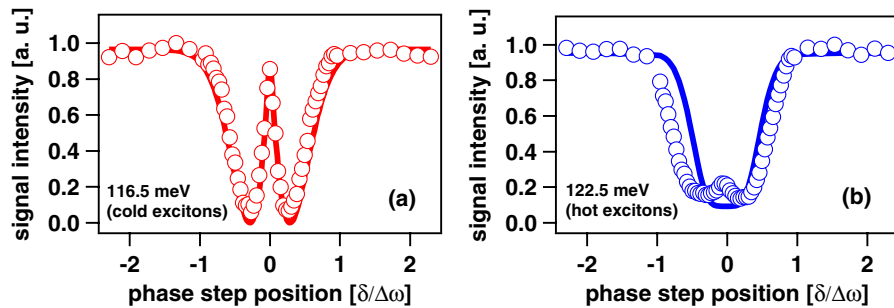 signal intensity [a. u.]
1.0
0.8
0.6
0.4
0.2
0.0
116.5 meV
(cold excitons)
(a)
-2
-1
0
1
2
phase step position [δ/Δω]
signal intensity [a. u.]
1.0
0.8
0.6
0.4
0.2
0.0
122.5 meV
(hot excitons)
(b)
-2
-1
0
1
2
phase step position [δ/Δω]